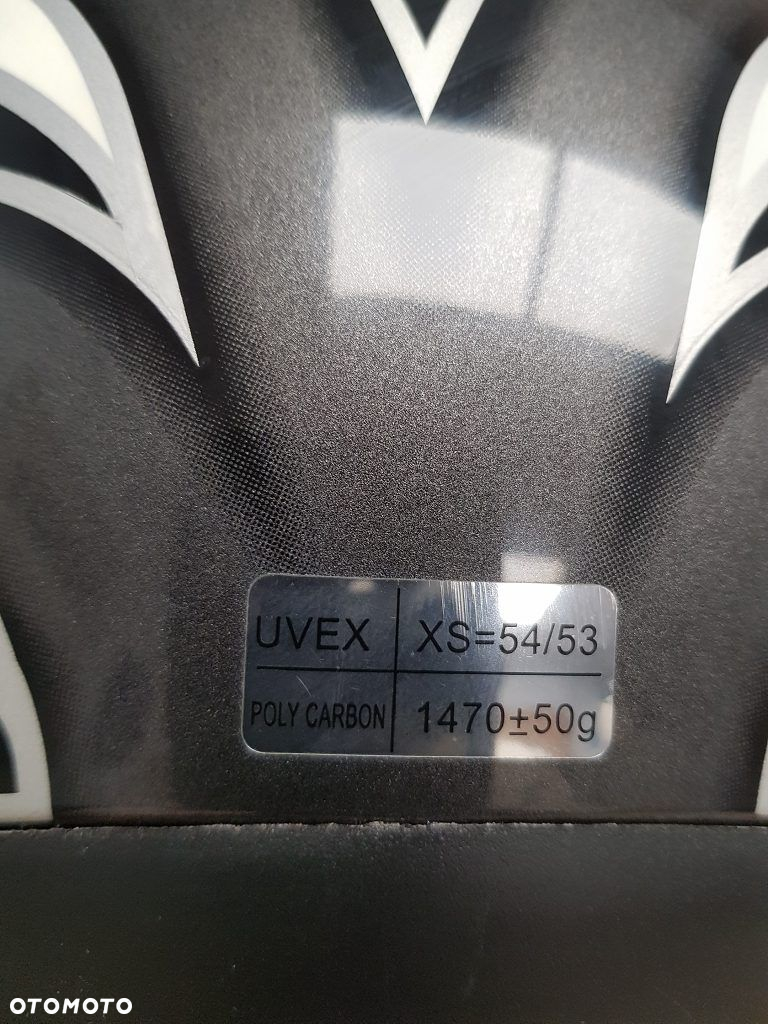 UVEX XS=54/53
POLY CARBON 1470±50g
OTOMOTO